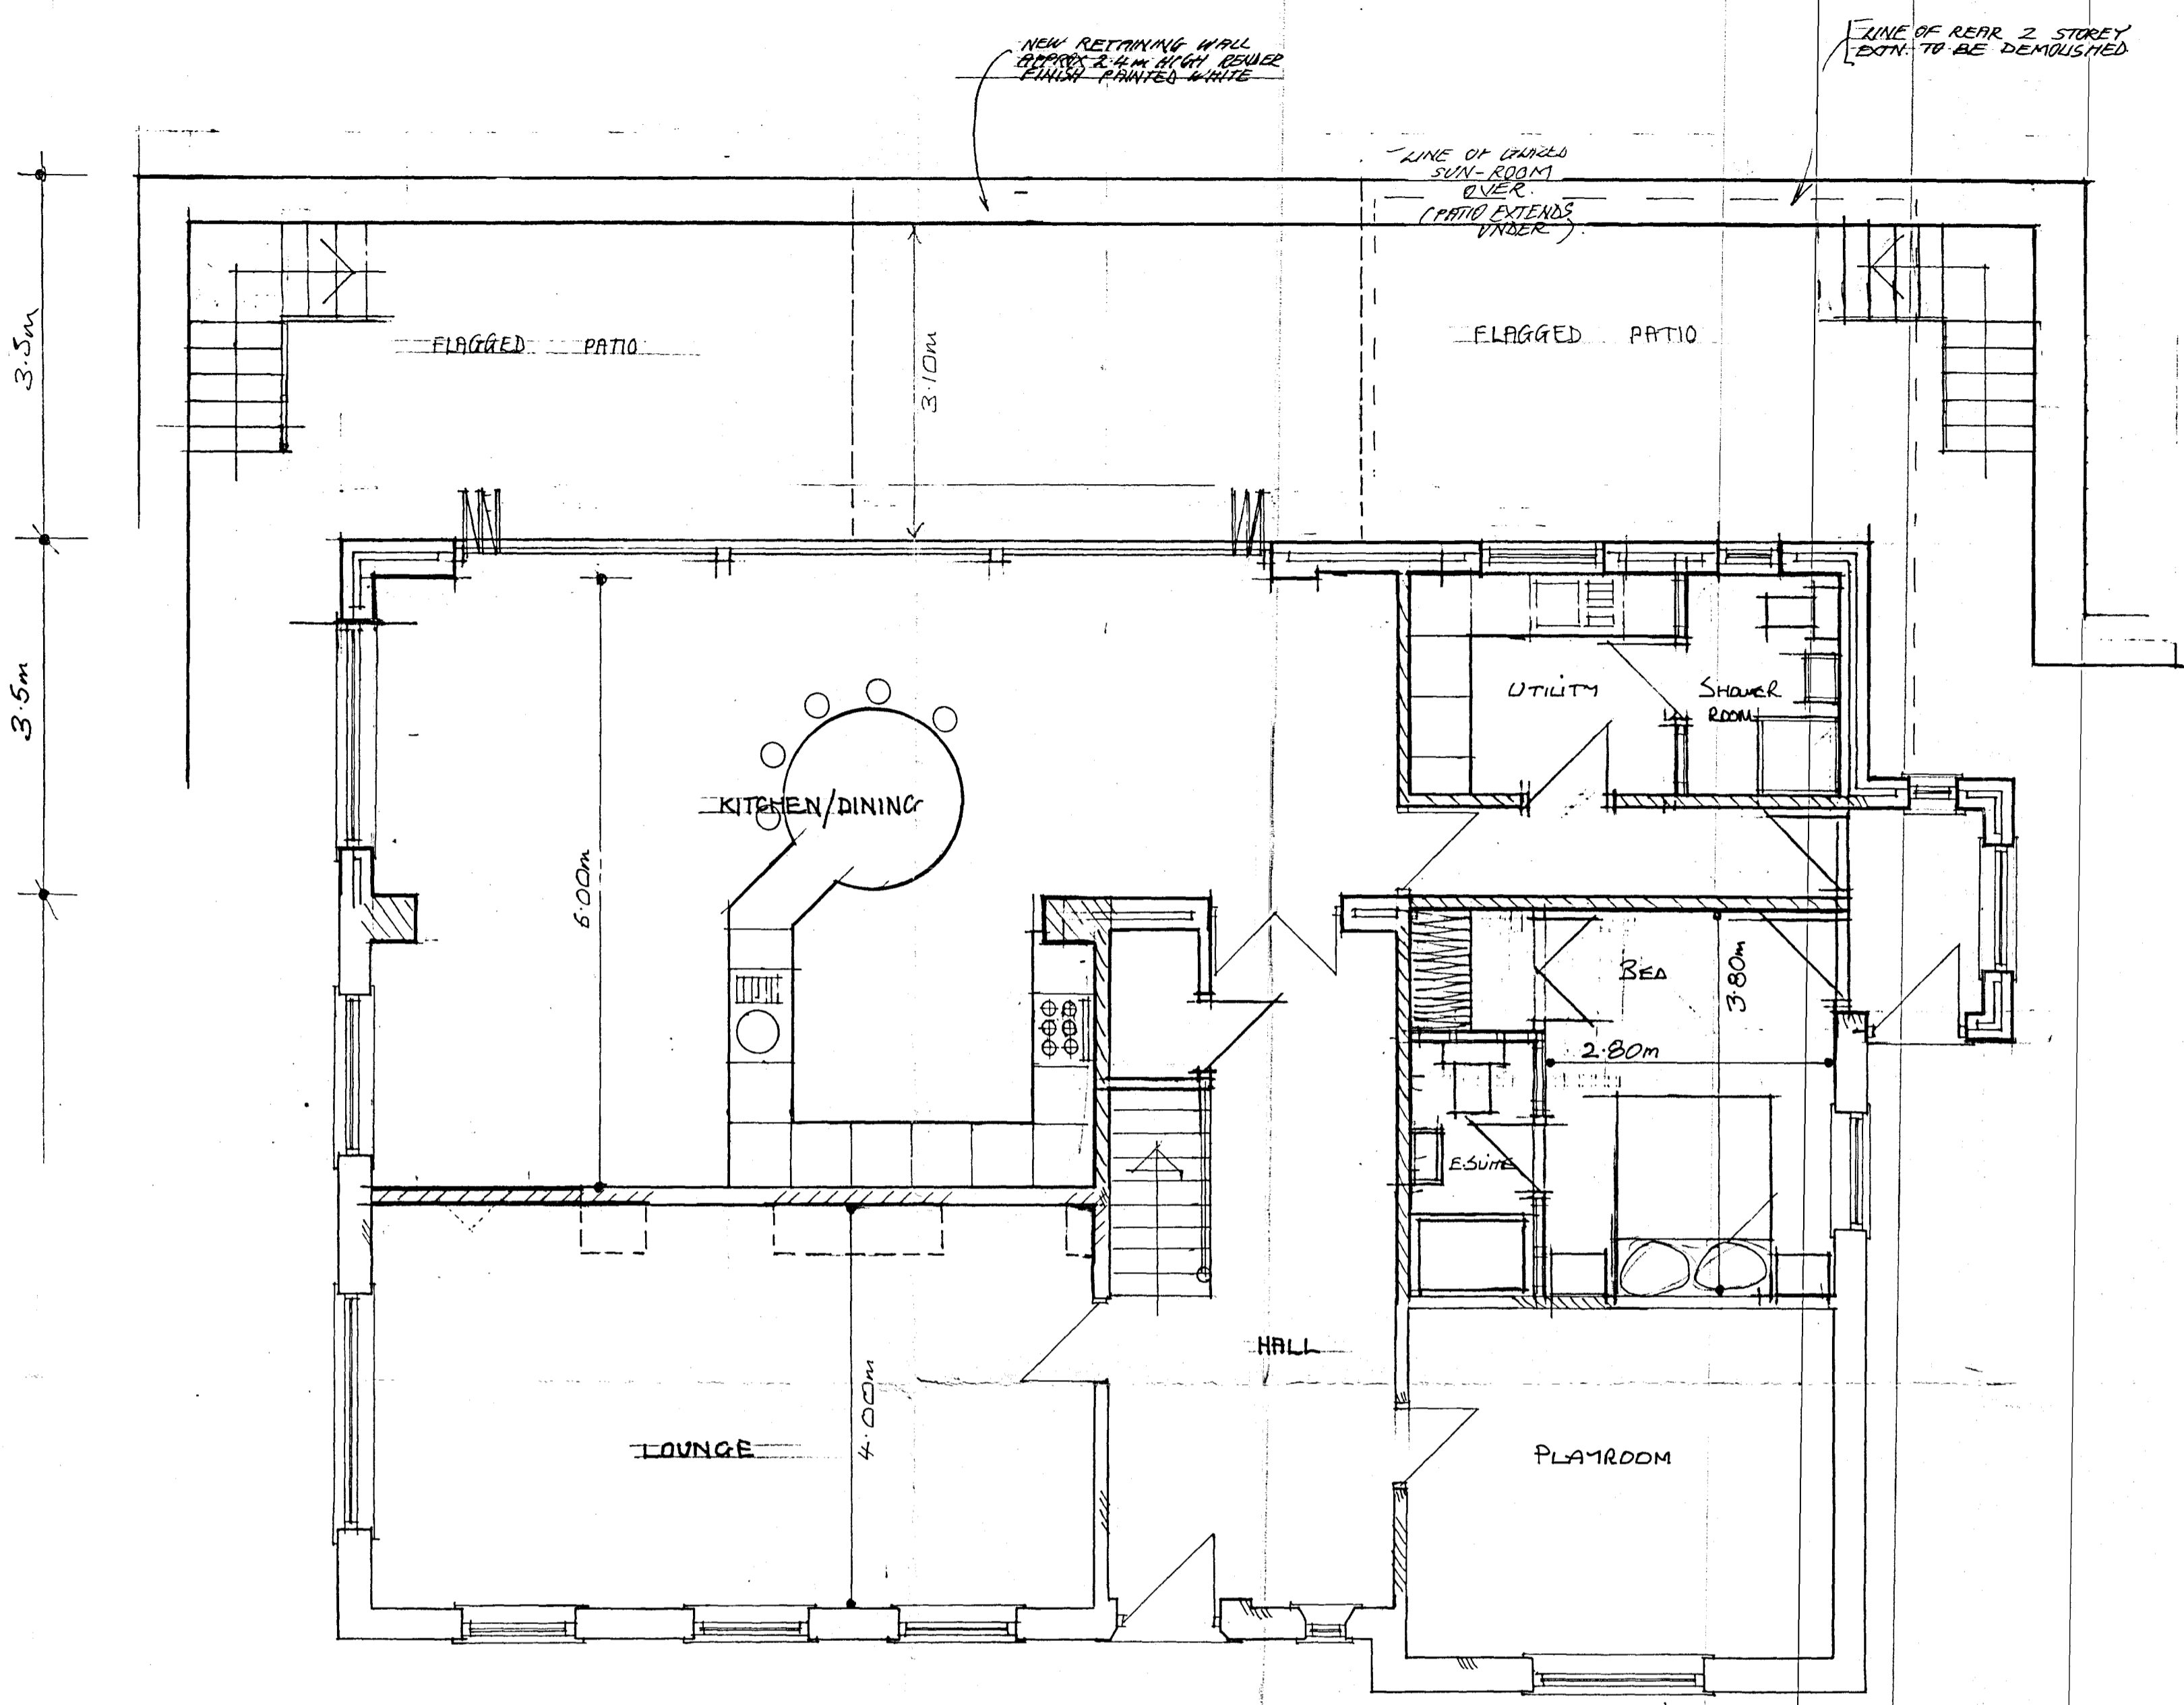 NEW RETAINING WALL
APPROX 2.4m HIGH RENDER
FINISH PAINTED WHITE
LINE OF REAR 2 STOREY
EXTN. TO BE DEMOLISHED
LINE OF GLAZED
SUN-ROOM
OVER.
(PATIO EXTENDS
UNDER).
3.5m
FLAGGED PATIO
3.10m
FLAGGED PATIO
3.5m
UTILITY
SHOWER
ROOM
KITCHEN/DINING
6.00m
BED
3.80m
2.80m
E.SUITE
HALL
4.00m
LOUNGE
PLAYROOM